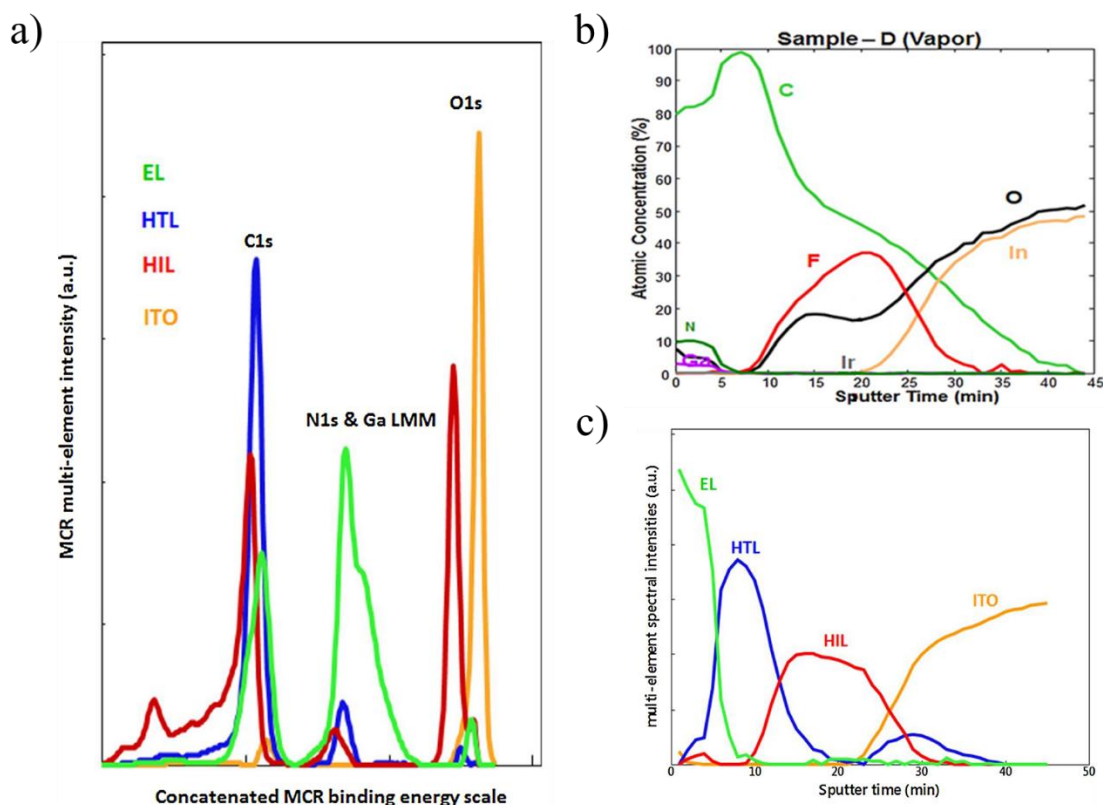 a)
O1s
EL
HTL
C1s
HIL
ITO
N1s & Ga LMM
MCR multi-element intensity (a.u.)
Concatenated MCR binding energy scale
b)
Sample – D (Vapor)
100
90
80
70
60
50
40
30
20
10
0
Atomic Concentration (%)
C
O
F
In
N
Ga
Ir
0 5 10 15 20 25 30 35 40 45
Sputter Time (min)
c)
EL
HTL
ITO
HIL
multi-element spectral intensities (a.u.)
0 10 20 30 40 50
Sputter time (min)